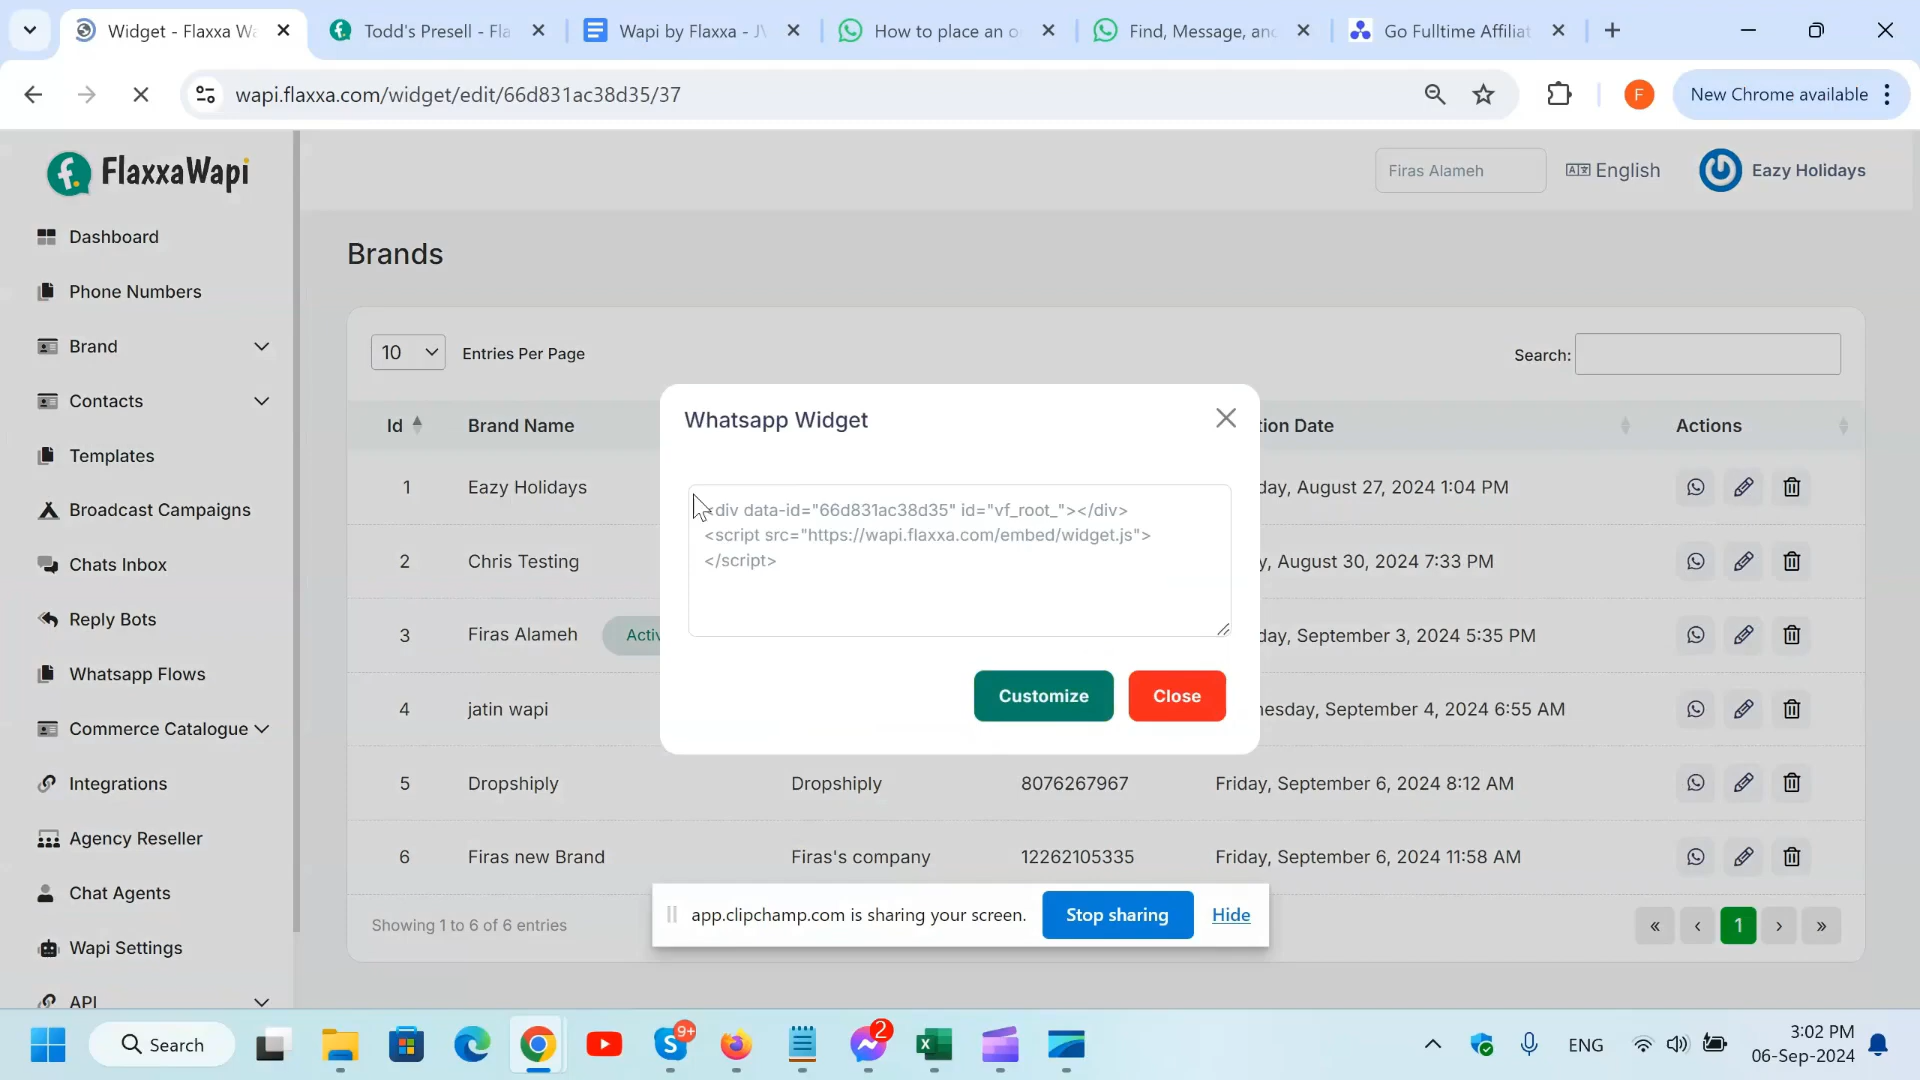 Widget - Flaxxa Wa
Todd's Presell - Fla
Wapi by Flaxxa - JV
How to place an o
Find, Message, and
Go Fulltime Affiliat
wapi.flaxxa.com/widget/edit/66d831ac38d35/37
F
New Chrome available
FlaxxaWapi
Firas Alameh
English
Eazy Holidays
Dashboard
Phone Numbers
Brand
Contacts
Templates
Broadcast Campaigns
Chats Inbox
Reply Bots
Whatsapp Flows
Commerce Catalogue
Integrations
Agency Reseller
Chat Agents
Wapi Settings
API
Brands
10
Entries Per Page
Search:
Id
Brand Name
tion Date
Actions
1
Eazy Holidays
day, August 27, 2024 1:04 PM
2
Chris Testing
y, August 30, 2024 7:33 PM
3
Firas Alameh
Activ
day, September 3, 2024 5:35 PM
4
jatin wapi
nesday, September 4, 2024 6:55 AM
5
Dropshiply
Dropshiply
8076267967
Friday, September 6, 2024 8:12 AM
6
Firas new Brand
Firas's company
12262105335
Friday, September 6, 2024 11:58 AM
Showing 1 to 6 of 6 entries
«
‹
1
›
»
Whatsapp Widget
<div data-id="66d831ac38d35" id="vf_root_"></div>
<script src="https://wapi.flaxxa.com/embed/widget.js">
</script>
Customize
Close
app.clipchamp.com is sharing your screen.
Stop sharing
Hide
Search
9+
2
ENG
3:02 PM
06-Sep-2024